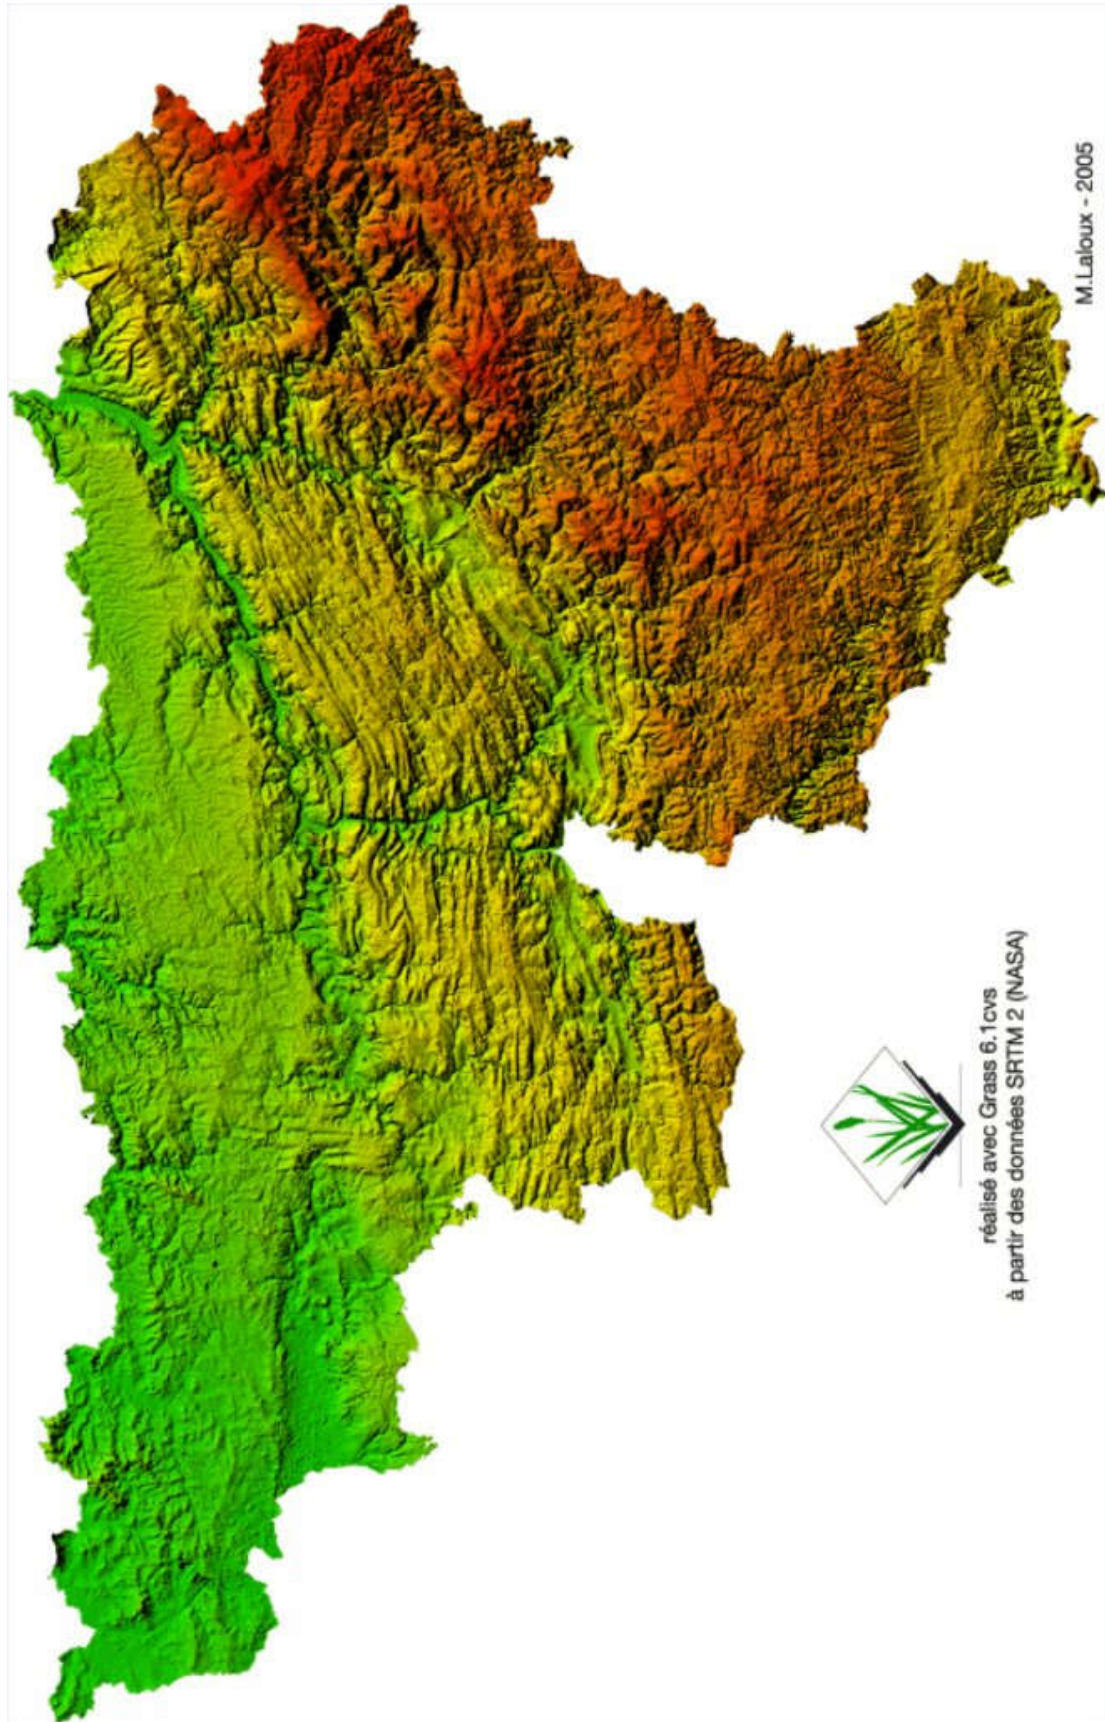 M.Laloux - 2005
réalisé avec Grass 6.1cvs
à partir des données SRTM 2 (NASA)